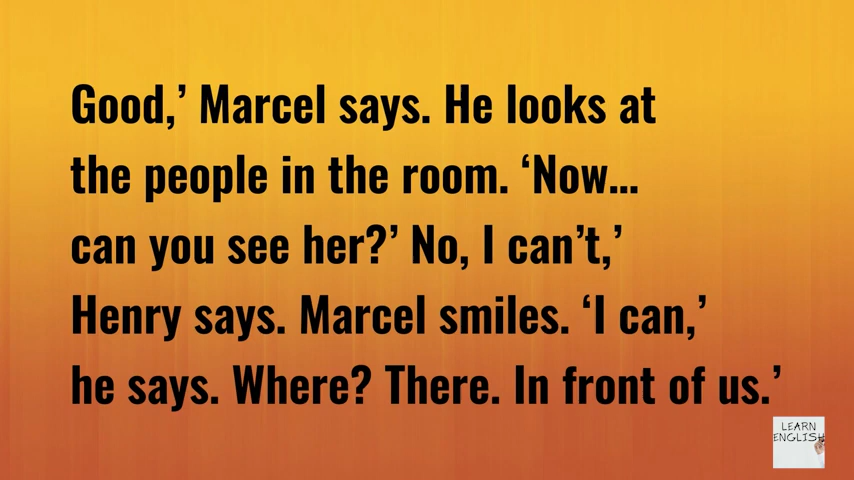 Good,’ Marcel says. He looks at
the people in the room. ‘Now...
can you see her?’ No, I can’t,’
Henry says. Marcel smiles. ‘I can,’
he says. Where? There. In front of us.’
LEARN
ENGLISH